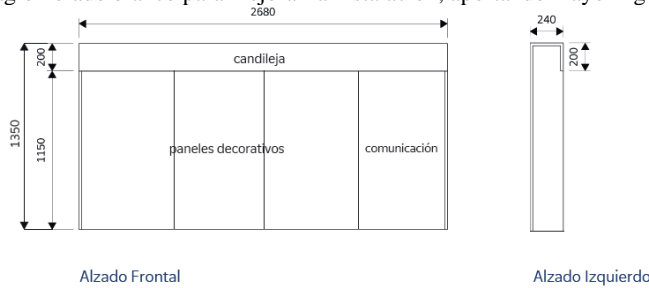 2680
240
200
candileja
200
1350
1150
paneles decorativos
comunicación
Alzado Frontal
Alzado Izquierdo